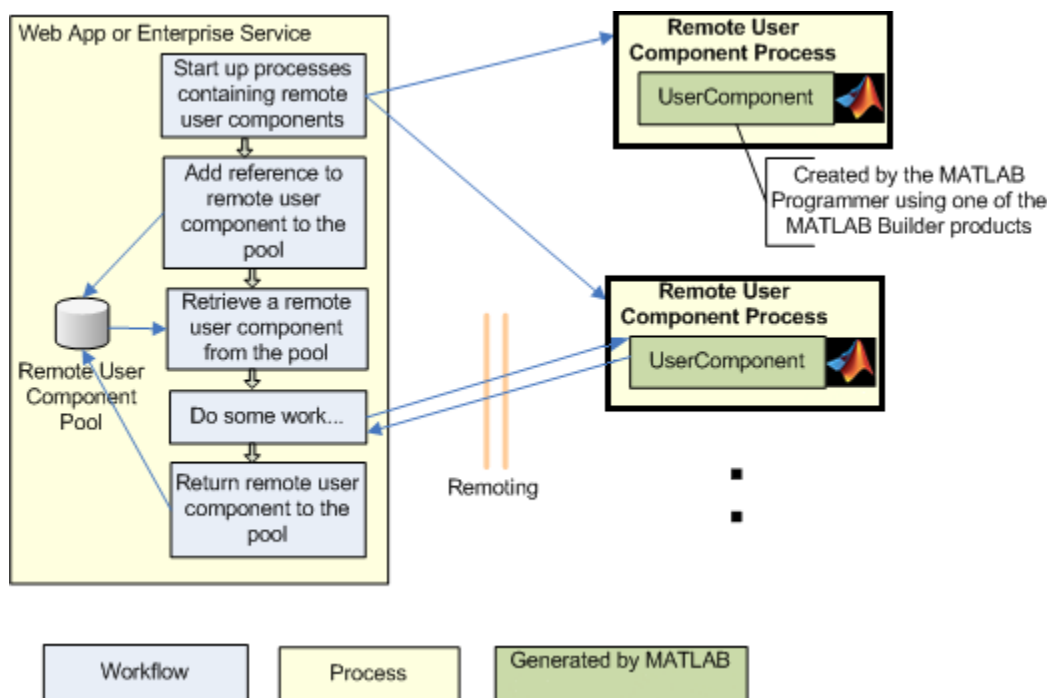 Web App or Enterprise Service
Start up processes
containing remote
user components
Add reference to
remote user
component to the
pool
Retrieve a remote
user component
from the pool
Remote User
Component
Pool
Do some work...
Return remote user
component to the
pool
Remoting
Remote User
Component Process
UserComponent
Created by the MATLAB
Programmer using one of the
MATLAB Builder products
Remote User
Component Process
UserComponent
Workflow
Process
Generated by MATLAB